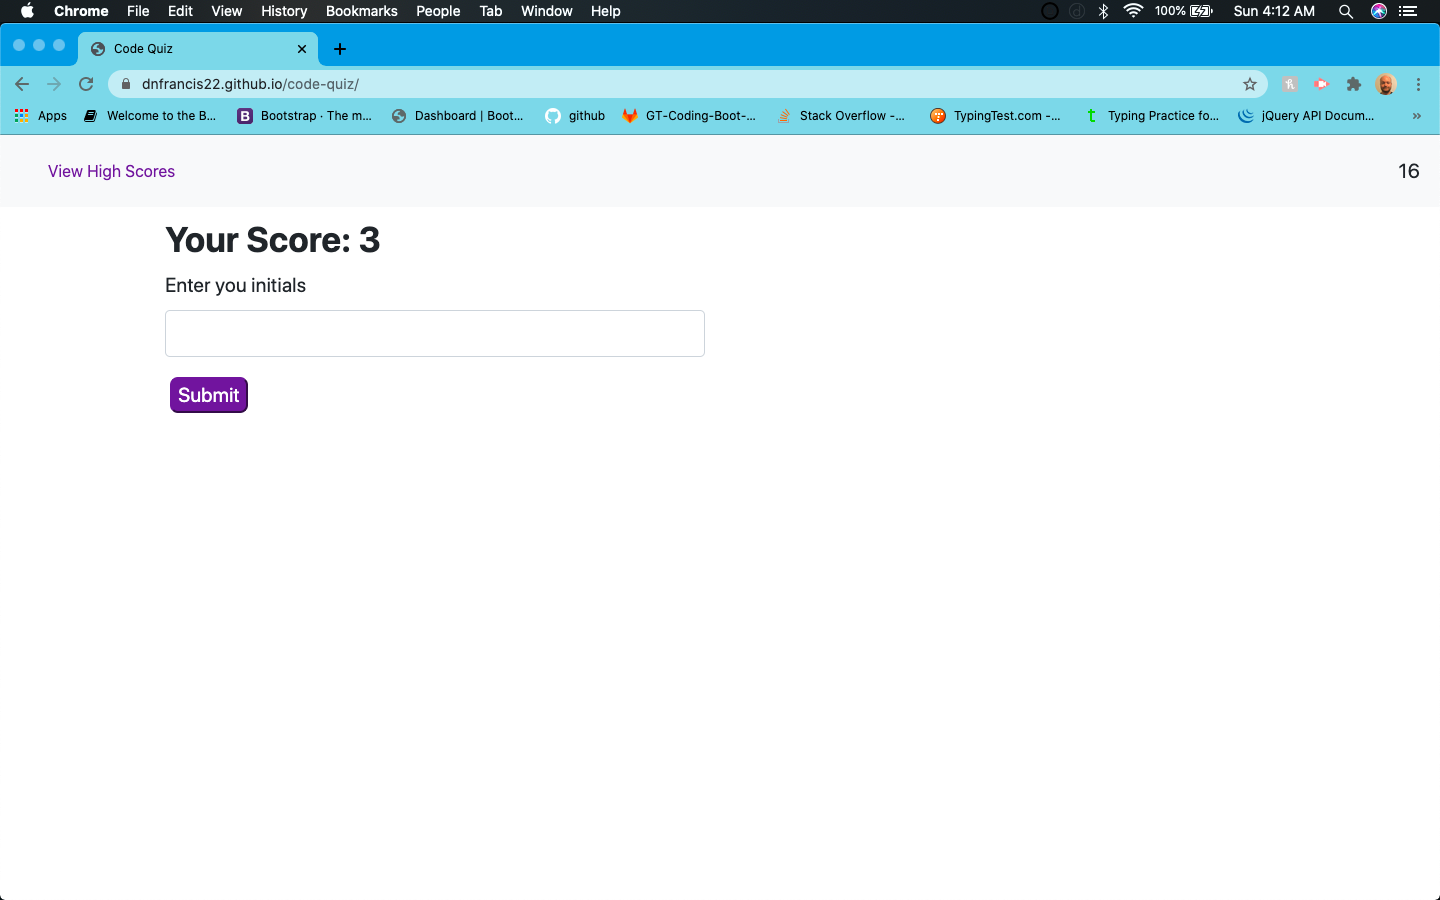 Chrome File Edit View History Bookmarks People Tab Window Help 100% Sun 4:12 AM
Code Quiz
dnfrancis22.github.io/code-quiz/
Apps Welcome to the B... Bootstrap · The m... Dashboard | Boot... github GT-Coding-Boot-... Stack Overflow -... TypingTest.com -... Typing Practice fo... jQuery API Docum... »
View High Scores 16
Your Score: 3
Enter you initials
Submit